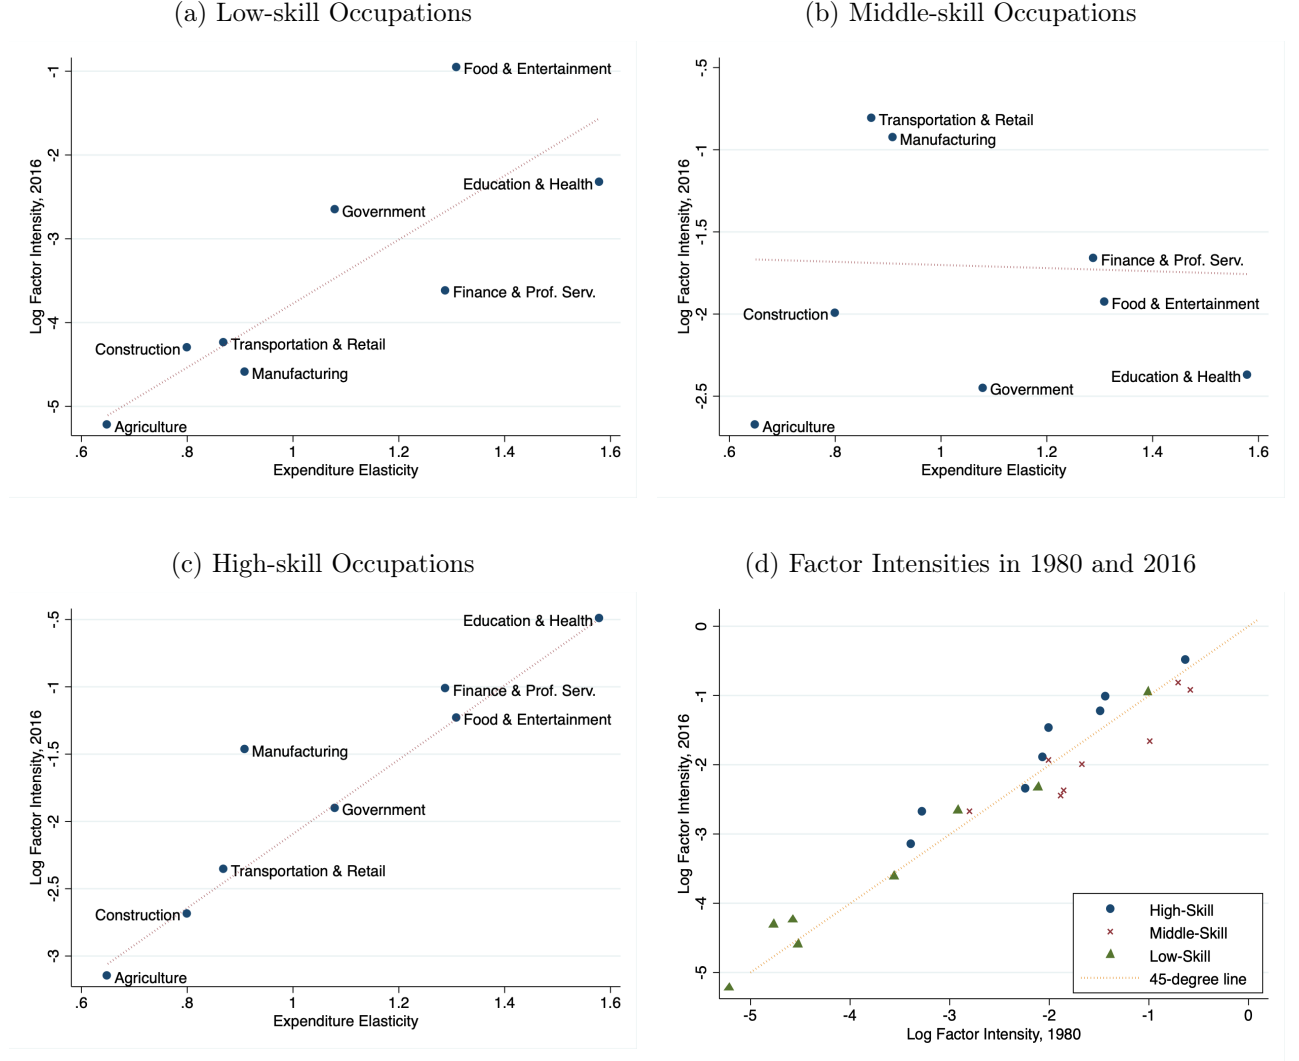 (a) Low-skill Occupations
Log Factor Intensity, 2016
-1
-2
-3
-4
-5
Food & Entertainment
Education & Health
Government
Finance & Prof. Serv.
Construction
Transportation & Retail
Manufacturing
Agriculture
.6 .8 1 1.2 1.4 1.6
Expenditure Elasticity
(b) Middle-skill Occupations
Log Factor Intensity, 2016
-.5
-1
-1.5
-2
-2.5
Transportation & Retail
Manufacturing
Finance & Prof. Serv.
Food & Entertainment
Construction
Education & Health
Government
Agriculture
.6 .8 1 1.2 1.4 1.6
Expenditure Elasticity
(c) High-skill Occupations
Log Factor Intensity, 2016
-.5
-1
-1.5
-2
-2.5
-3
Education & Health
Finance & Prof. Serv.
Food & Entertainment
Manufacturing
Government
Transportation & Retail
Construction
Agriculture
.6 .8 1 1.2 1.4 1.6
Expenditure Elasticity
(d) Factor Intensities in 1980 and 2016
Log Factor Intensity, 2016
0
-1
-2
-3
-4
-5
High-Skill
Middle-Skill
Low-Skill
45-degree line
-5 -4 -3 -2 -1 0
Log Factor Intensity, 1980